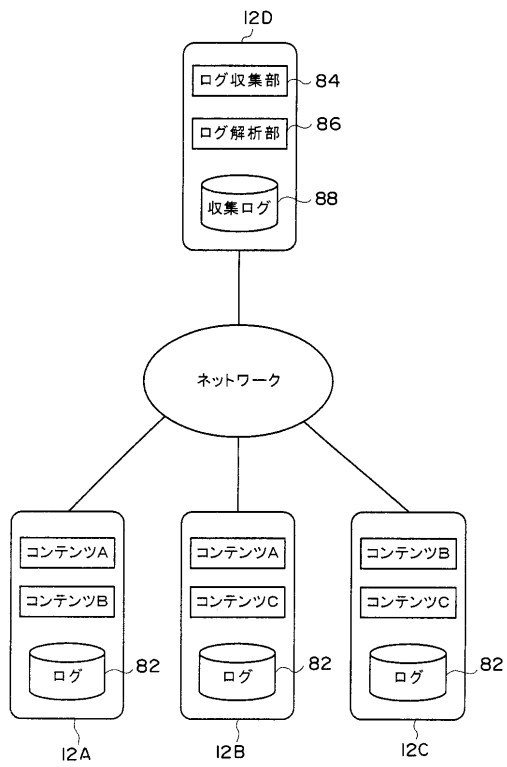 12D
ログ収集部
84
ログ解析部
86
収集ログ
88
ネットワーク
コンテンツA
コンテンツB
ログ
82
12A
コンテンツA
コンテンツC
ログ
82
12B
コンテンツB
コンテンツC
ログ
82
12C